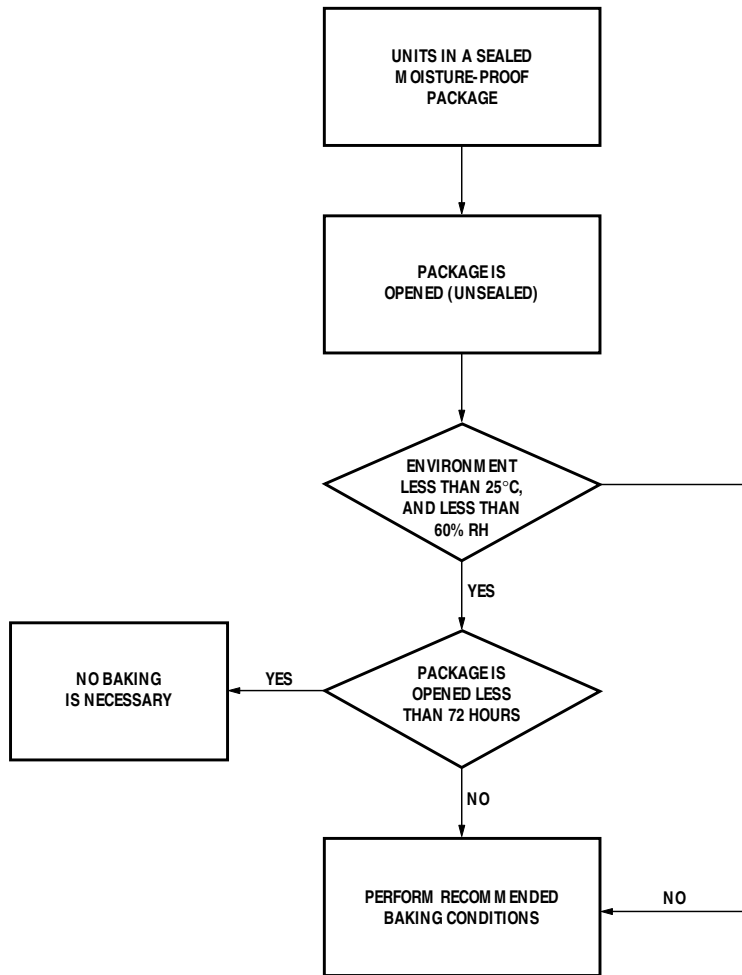 UNITS IN A SEALED
MOISTURE-PROOF
PACKAGE
PACKAGE IS
OPENED (UNSEALED)
ENVIRONMENT
LESS THAN 25°C,
AND LESS THAN
60% RH
YES
PACKAGE IS
OPENED LESS
THAN 72 HOURS
YES
NO BAKING
IS NECESSARY
NO
PERFORM RECOMMENDED
BAKING CONDITIONS
NO